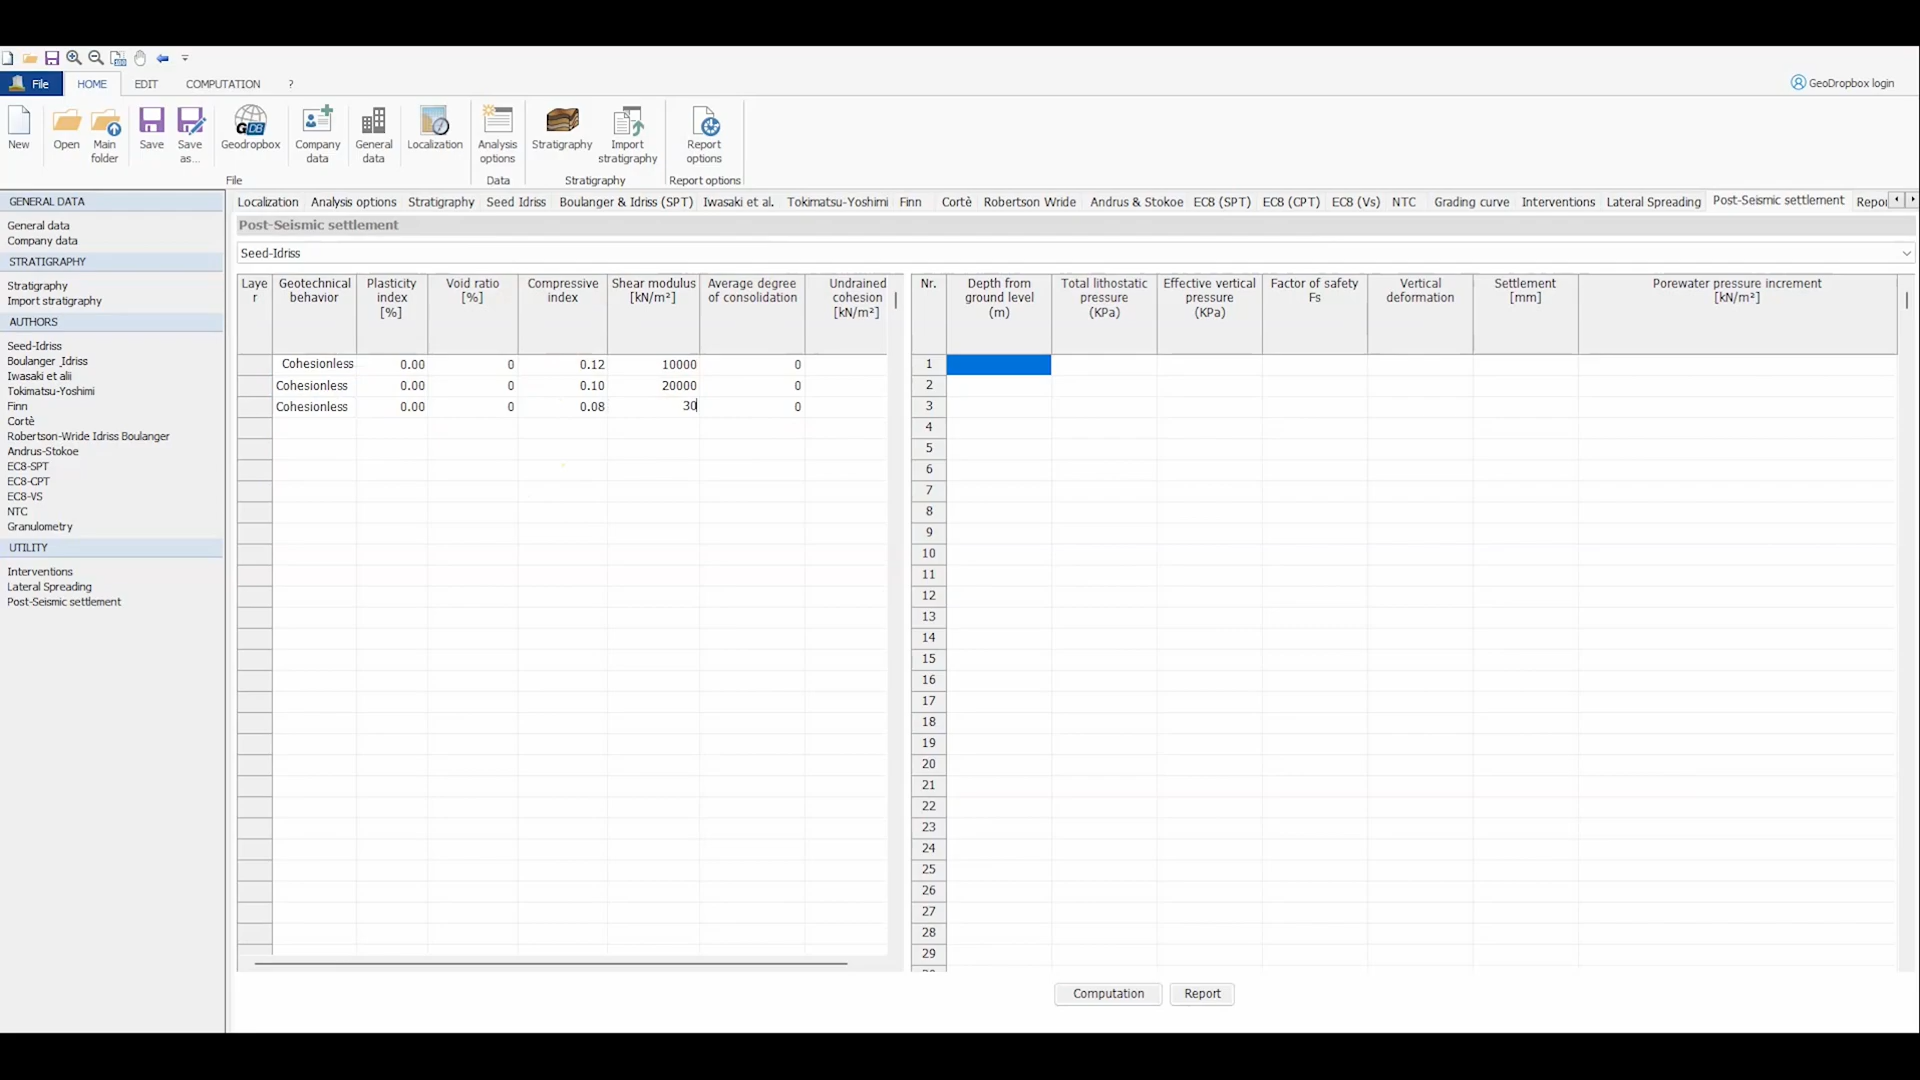 File HOME EDIT COMPUTATION ?
GeoDropbox login
New Open Main folder Save Save as... Geodropbox Company data General data Localization Analysis options Stratigraphy Import stratigraphy Report options
File Data Stratigraphy Report options
GENERAL DATA
General data
Company data
STRATIGRAPHY
Stratigraphy
Import stratigraphy
AUTHORS
Seed-Idriss
Boulanger_Idriss
Iwasaki et alii
Tokimatsu-Yoshimi
Finn
Cortè
Robertson-Wride Idriss Boulanger
Andrus-Stokoe
EC8-SPT
EC8-CPT
EC8-VS
NTC
Granulometry
UTILITY
Interventions
Lateral Spreading
Post-Seismic settlement
Localization Analysis options Stratigraphy Seed Idriss Boulanger & Idriss (SPT) Iwasaki et al. Tokimatsu-Yoshimi Finn Cortè Robertson Wride Andrus & Stokoe EC8 (SPT) EC8 (CPT) EC8 (Vs) NTC Grading curve Interventions Lateral Spreading Post-Seismic settlement Repor
Post-Seismic settlement
Seed-Idriss
Laye Geotechnical Plasticity Void ratio Compressive Shear modulus Average degree Undrained
r behavior index [%] index [kN/m²] of consolidation cohesion
[%] [kN/m²]
Cohesionless 0.00 0 0.12 10000 0
Cohesionless 0.00 0 0.10 20000 0
Cohesionless 0.00 0 0.08 30 0
Nr. Depth from Total lithostatic Effective vertical Factor of safety Vertical Settlement Porewater pressure increment
ground level pressure pressure Fs deformation [mm] [kN/m²]
(m) (KPa) (KPa)
1
2
3
4
5
6
7
8
9
10
11
12
13
14
15
16
17
18
19
20
21
22
23
24
25
26
27
28
29
Computation Report